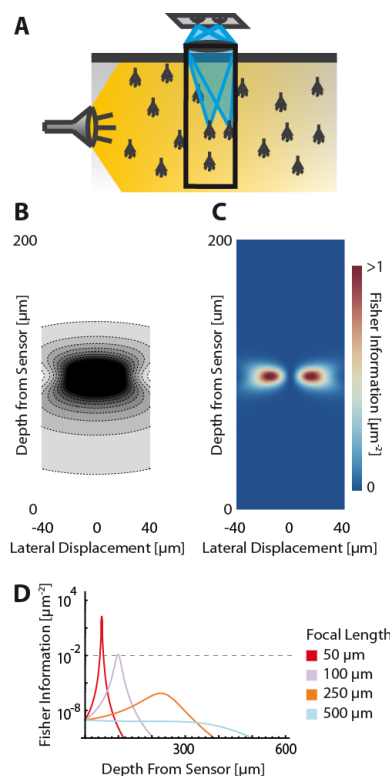 A
B
C
200
200
Depth from Sensor [µm]
Depth from Sensor [µm]
0
0
-40
0
40
-40
0
40
Lateral Displacement [µm]
Lateral Displacement [µm]
>1
Fisher Information [µm⁻²]
0
D
Fisher Information [µm⁻²]
10⁴
10⁻²
10⁻⁸
0
300
600
Depth From Sensor [µm]
Focal Length
50 µm
100 µm
250 µm
500 µm